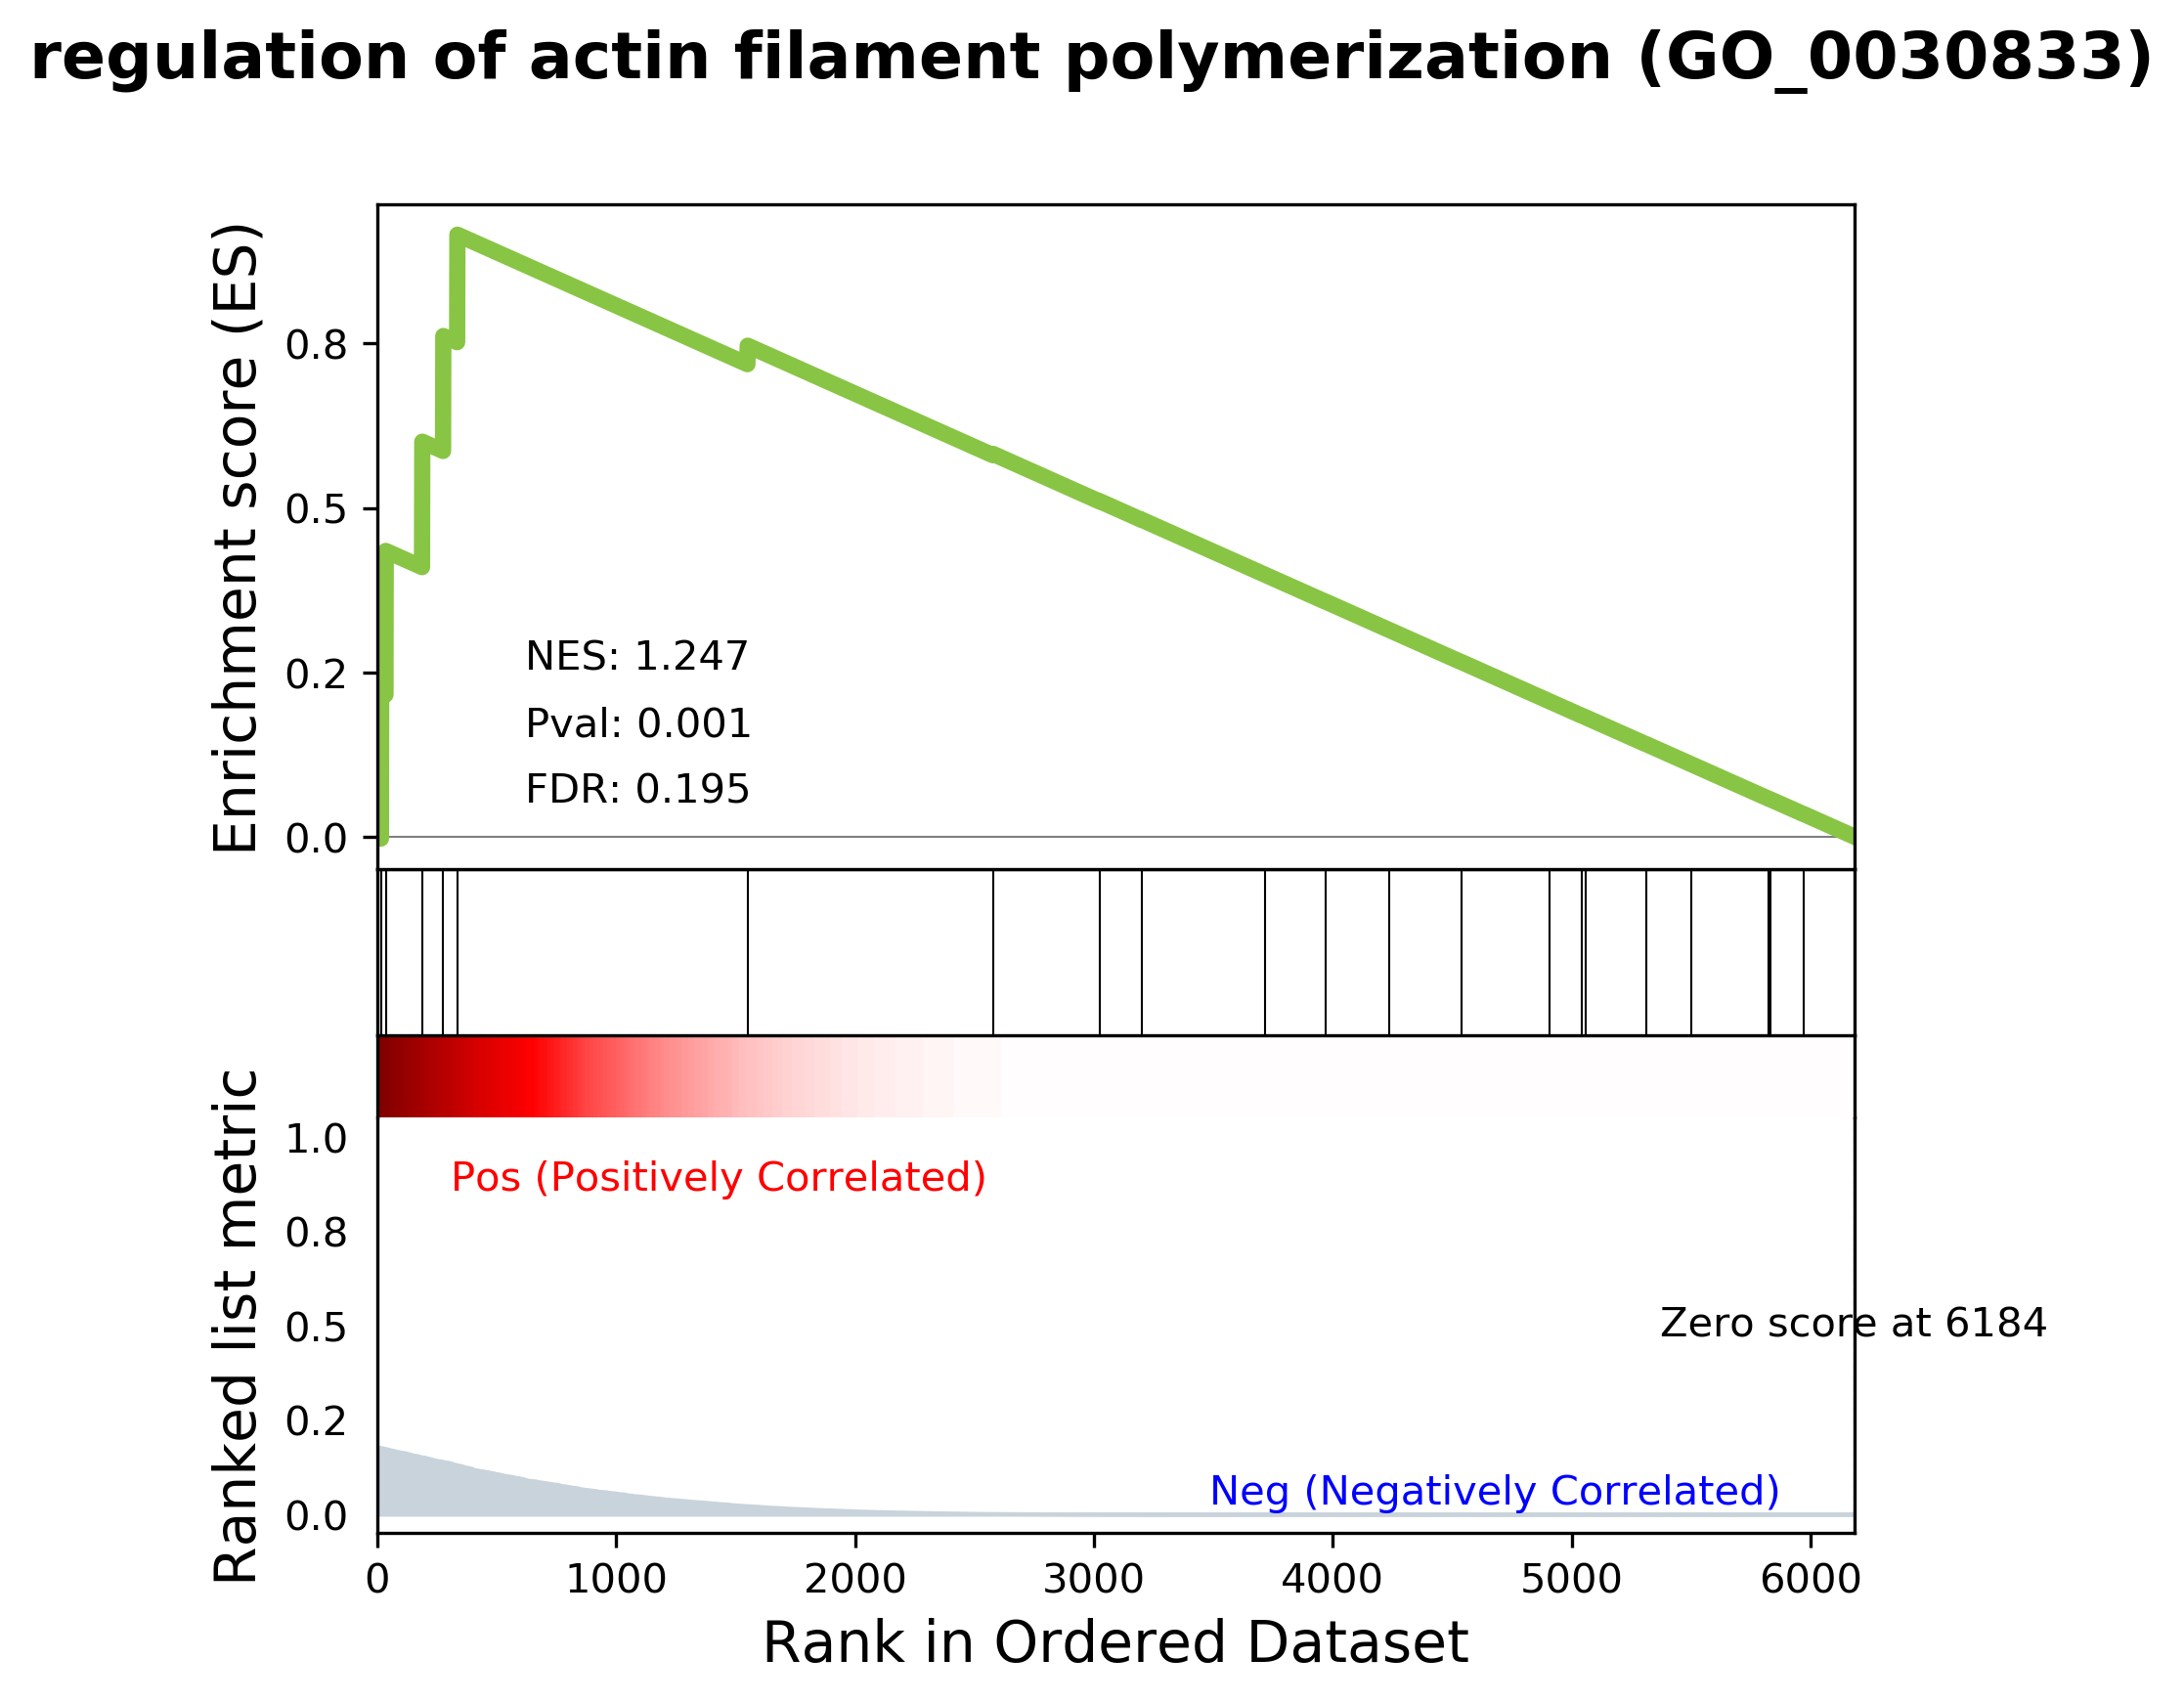 regulation of actin filament polymerization (GO_0030833)
Enrichment score (ES)
0.8
0.5
0.2
0.0
NES: 1.247
Pval: 0.001
FDR: 0.195
Ranked list metric
1.0
0.8
0.5
0.2
0.0
Pos (Positively Correlated)
Zero score at 6184
Neg (Negatively Correlated)
0 1000 2000 3000 4000 5000 6000
Rank in Ordered Dataset